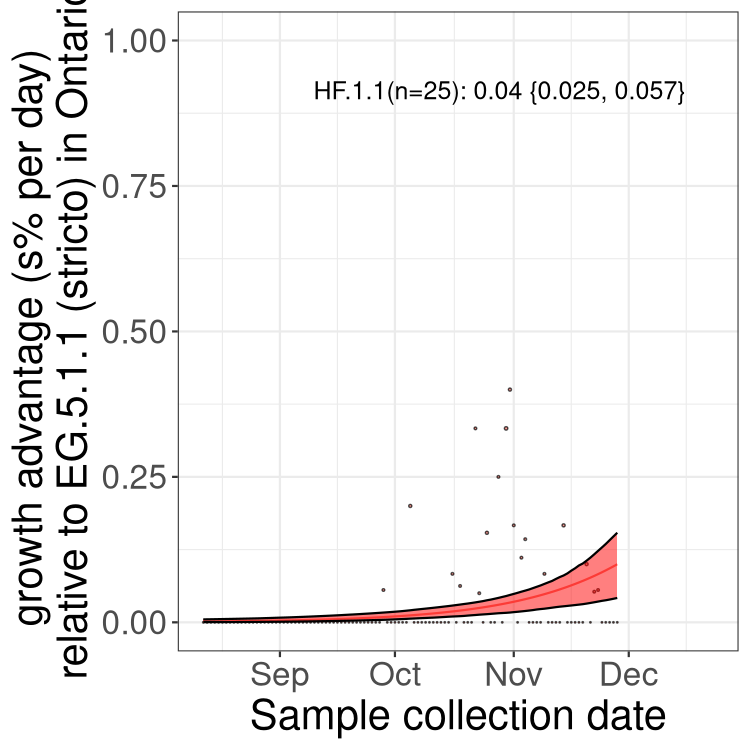 growth advantage (s% per day)
relative to EG.5.1.1 (stricto) in Ontario
1.00
HF.1.1(n=25): 0.04 {0.025, 0.057}
0.75
0.50
0.25
0.00
Sep Oct Nov Dec
Sample collection date